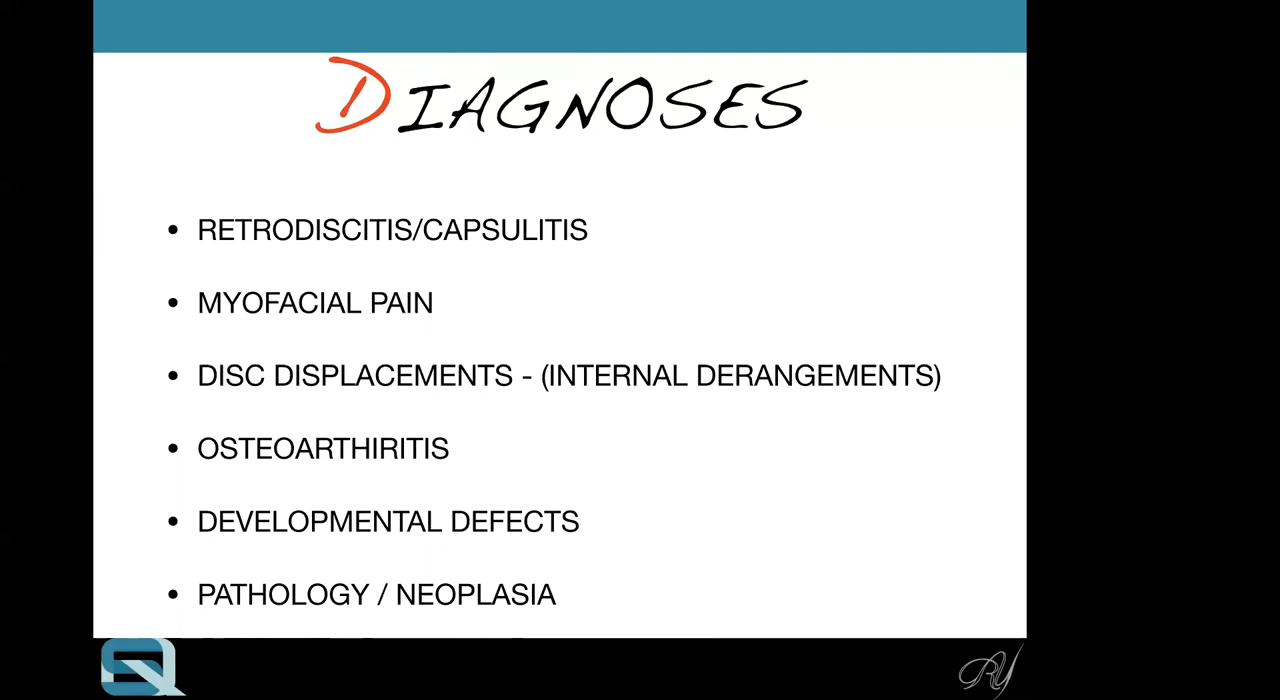 DIAGNOSES
• RETRODISCITIS/CAPSULITIS
• MYOFACIAL PAIN
• DISC DISPLACEMENTS - (INTERNAL DERANGEMENTS)
• OSTEOARTHIRITIS
• DEVELOPMENTAL DEFECTS
• PATHOLOGY / NEOPLASIA